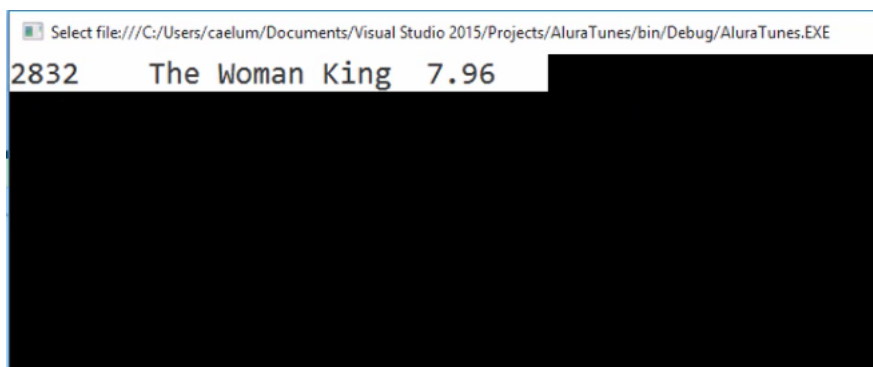 Select file:///C:/Users/caelum/Documents/Visual Studio 2015/Projects/AluraTunes/bin/Debug/AluraTunes.EXE
2832 The Woman King 7.96